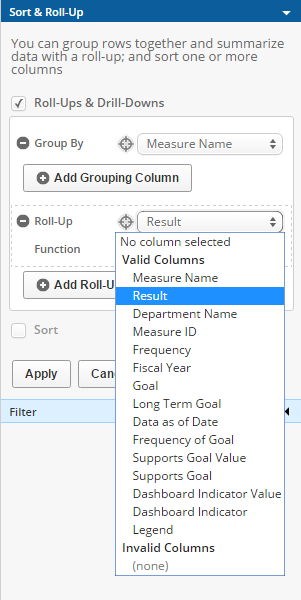 Sort & Roll-Up
You can group rows together and summarize
data with a roll-up; and sort one or more
columns
Roll-Ups & Drill-Downs
Group By
Measure Name
Add Grouping Column
Roll-Up
Result
Function
Add Roll-U
Sort
Apply
Canc
Filter
No column selected
Valid Columns
Measure Name
Result
Department Name
Measure ID
Frequency
Fiscal Year
Goal
Long Term Goal
Data as of Date
Frequency of Goal
Supports Goal Value
Supports Goal
Dashboard Indicator Value
Dashboard Indicator
Legend
Invalid Columns
(none)